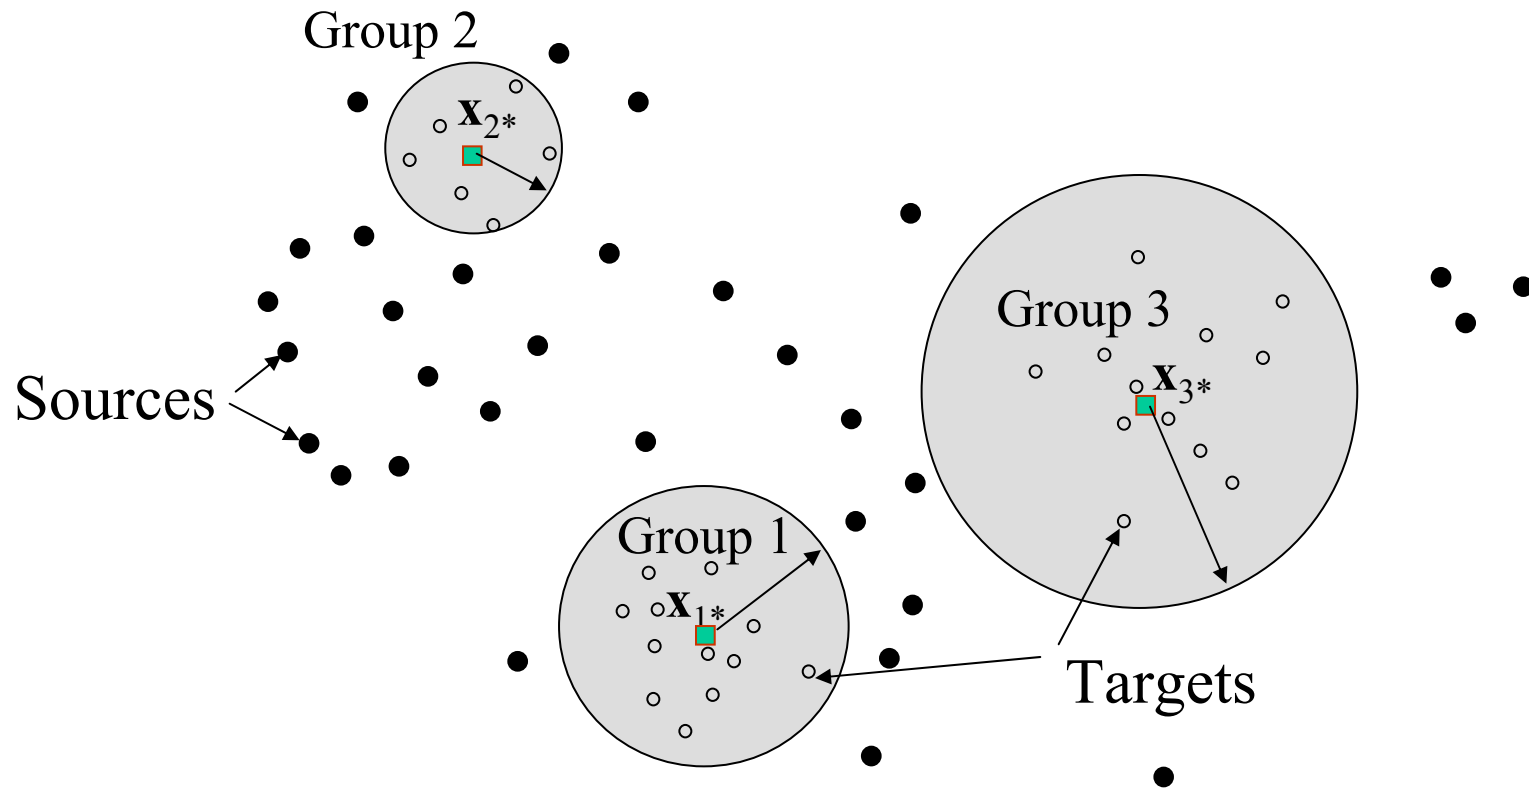 Group 2
x2*
Group 3
x3*
Sources
Group 1
x1*
Targets